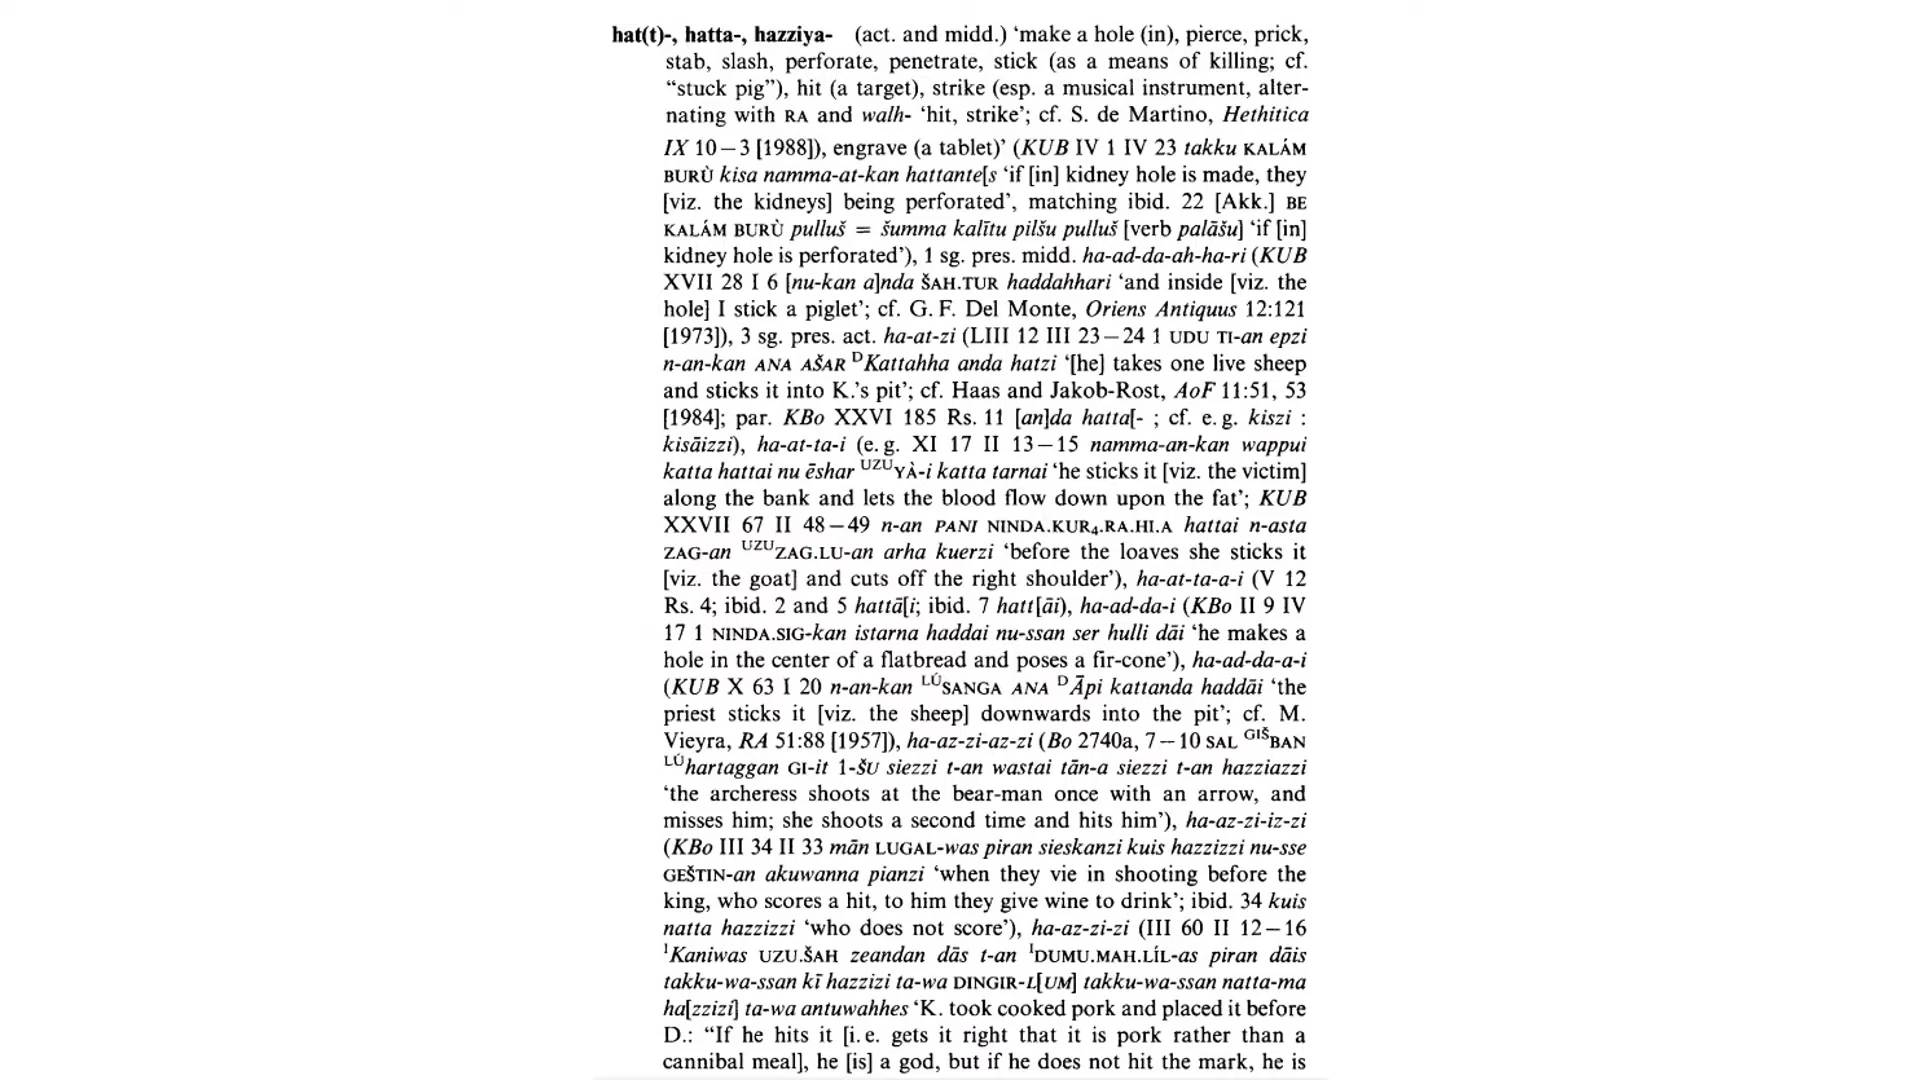 hat(t)-, hatta-, hazziya- (act. and midd.) ‘make a hole (in), pierce, prick,
stab, slash, perforate, penetrate, stick (as a means of killing; cf.
“stuck pig”), hit (a target), strike (esp. a musical instrument, alter-
nating with RA and walh- ‘hit, strike’; cf. S. de Martino, Hethitica
IX 10–3 [1988]), engrave (a tablet)’ (KUB IV 1 IV 23 takku KALÁM
BURÙ kisa namma-at-kan hattante[s ‘if [in] kidney hole is made, they
[viz. the kidneys] being perforated’, matching ibid. 22 [Akk.] BE
KALÁM BURÙ pulluš = šumma kalītu pilšu pulluš [verb palāšu] ‘if [in]
kidney hole is perforated’), 1 sg. pres. midd. ha-ad-da-ah-ha-ri (KUB
XVII 28 I 6 [nu-kan a]nda ŠAH.TUR haddahhari ‘and inside [viz. the
hole] I stick a piglet’; cf. G. F. Del Monte, Oriens Antiquus 12:121
[1973]), 3 sg. pres. act. ha-at-zi (LIII 12 III 23–24 1 UDU TI-an epzi
n-an-kan ANA AŠAR ᴰKattahha anda hatzi ‘[he] takes one live sheep
and sticks it into K.’s pit’; cf. Haas and Jakob-Rost, AoF 11:51, 53
[1984]; par. KBo XXVI 185 Rs. 11 [an]da hatta[- ; cf. e. g. kiszi :
kisāizzi), ha-at-ta-i (e. g. XI 17 II 13–15 namma-an-kan wappui
katta hattai nu ēshar ᵁᶻᵁYÀ-i katta tarnai ‘he sticks it [viz. the victim]
along the bank and lets the blood flow down upon the fat’; KUB
XXVII 67 II 48–49 n-an PANI NINDA.KUR₄.RA.HI.A hattai n-asta
ZAG-an ᵁᶻᵁZAG.LU-an arha kuerzi ‘before the loaves she sticks it
[viz. the goat] and cuts off the right shoulder’), ha-at-ta-a-i (V 12
Rs. 4; ibid. 2 and 5 hattā[i; ibid. 7 hatt[āi), ha-ad-da-i (KBo II 9 IV
17 1 NINDA.SIG-kan istarna haddai nu-ssan ser hulli dāi ‘he makes a
hole in the center of a flatbread and poses a fir-cone’), ha-ad-da-a-i
(KUB X 63 I 20 n-an-kan ᴸÚSANGA ANA ᴰĀpi kattanda haddāi ‘the
priest sticks it [viz. the sheep] downwards into the pit’; cf. M.
Vieyra, RA 51:88 [1957]), ha-az-zi-az-zi (Bo 2740a, 7–10 SAL ᴳᴵˢ̌BAN
ᴸÚhartaggan GI-it 1-ŠU siezzi t-an wastai tān-a siezzi t-an hazziazzi
‘the archeress shoots at the bear-man once with an arrow, and
misses him; she shoots a second time and hits him’), ha-az-zi-iz-zi
(KBo III 34 II 33 mān LUGAL-was piran sieskanzi kuis hazzizzi nu-sse
GEŠTIN-an akuwanna pianzi ‘when they vie in shooting before the
king, who scores a hit, to him they give wine to drink’; ibid. 34 kuis
natta hazzizzi ‘who does not score’), ha-az-zi-zi (III 60 II 12–16
ᴵKaniwas UZU.ŠAH zeandan dās t-an ᴵDUMU.MAH.LÍL-as piran dāis
takku-wa-ssan kī hazzizi ta-wa DINGIR-L[UM] takku-wa-ssan natta-ma
ha[zzizi] ta-wa antuwahhes ‘K. took cooked pork and placed it before
D.: “If he hits it [i. e. gets it right that it is pork rather than a
cannibal meal], he [is] a god, but if he does not hit the mark, he is